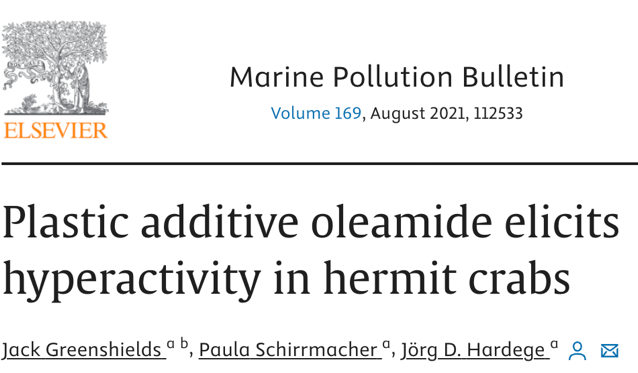 Marine Pollution Bulletin
Volume 169, August 2021, 112533
ELSEVIER
Plastic additive oleamide elicits
hyperactivity in hermit crabs
Jack Greenshields a b, Paula Schirrmacher a, Jörg D. Hardege a